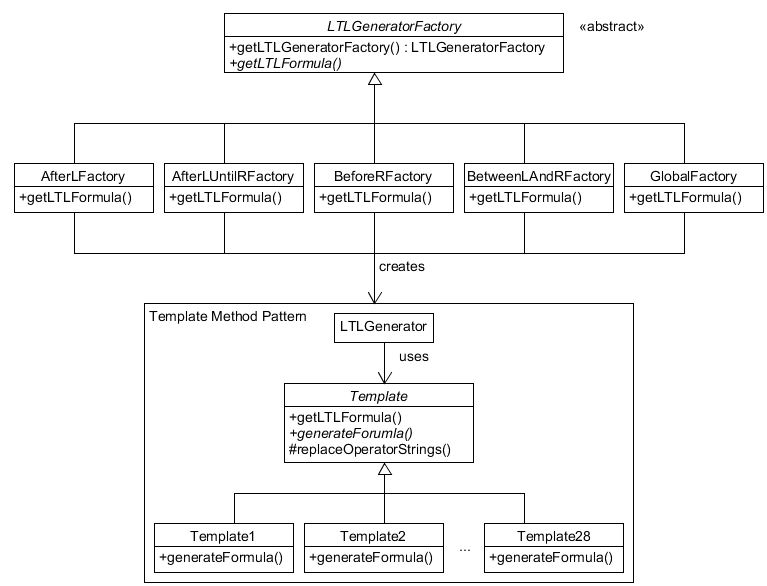 LTLGeneratorFactory
«abstract»
+getLTLGeneratorFactory() : LTLGeneratorFactory
+getLTLFormula()
AfterLFactory
+getLTLFormula()
AfterLUntilRFactory
+getLTLFormula()
BeforeRFactory
+getLTLFormula()
BetweenLAndRFactory
+getLTLFormula()
GlobalFactory
+getLTLFormula()
creates
Template Method Pattern
LTLGenerator
uses
Template
+getLTLFormula()
+generateForumla()
#replaceOperatorStrings()
Template1
+generateFormula()
Template2
+generateFormula()
...
Template28
+generateFormula()